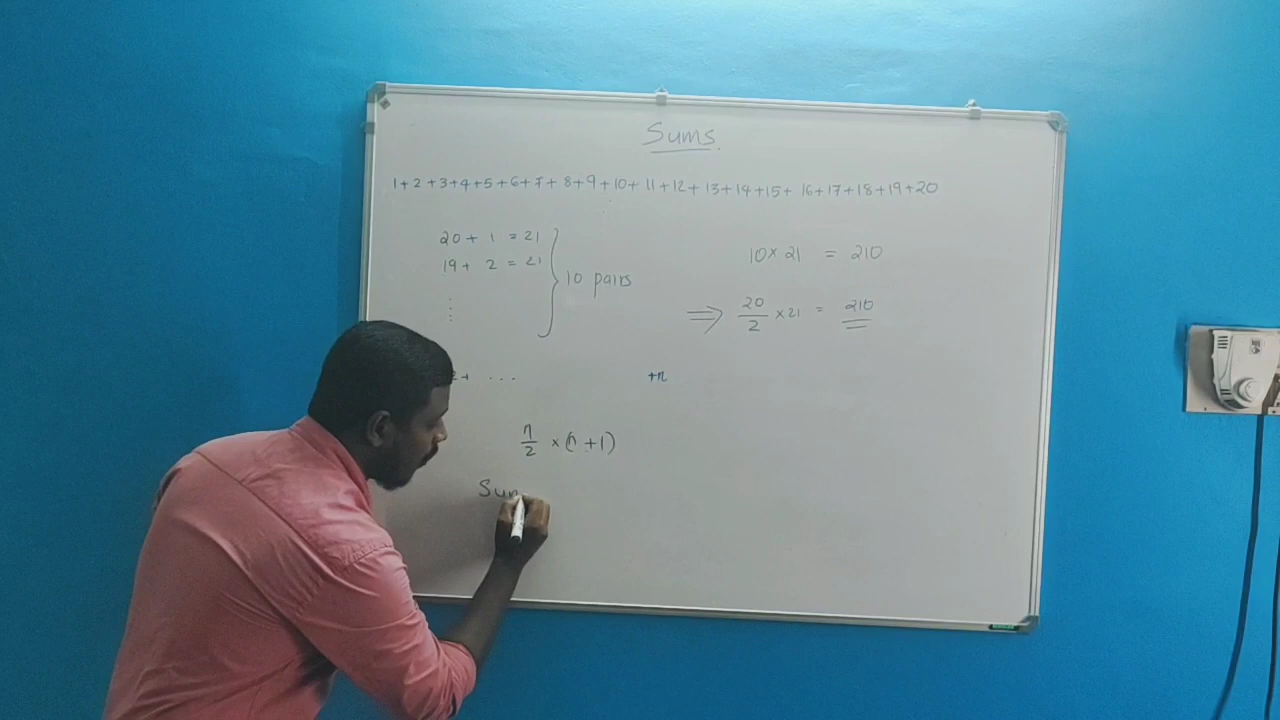 Sums.
1+2+3+4+5+6+7+8+9+10+11+12+13+14+15+16+17+18+19+20
20+1 = 21
19+2 = 21
⋮
} 10 pairs
10×21 = 210
⟹ 20/2 ×21 = 210
2+ ... +n
n/2 ×(n+1)
Sum